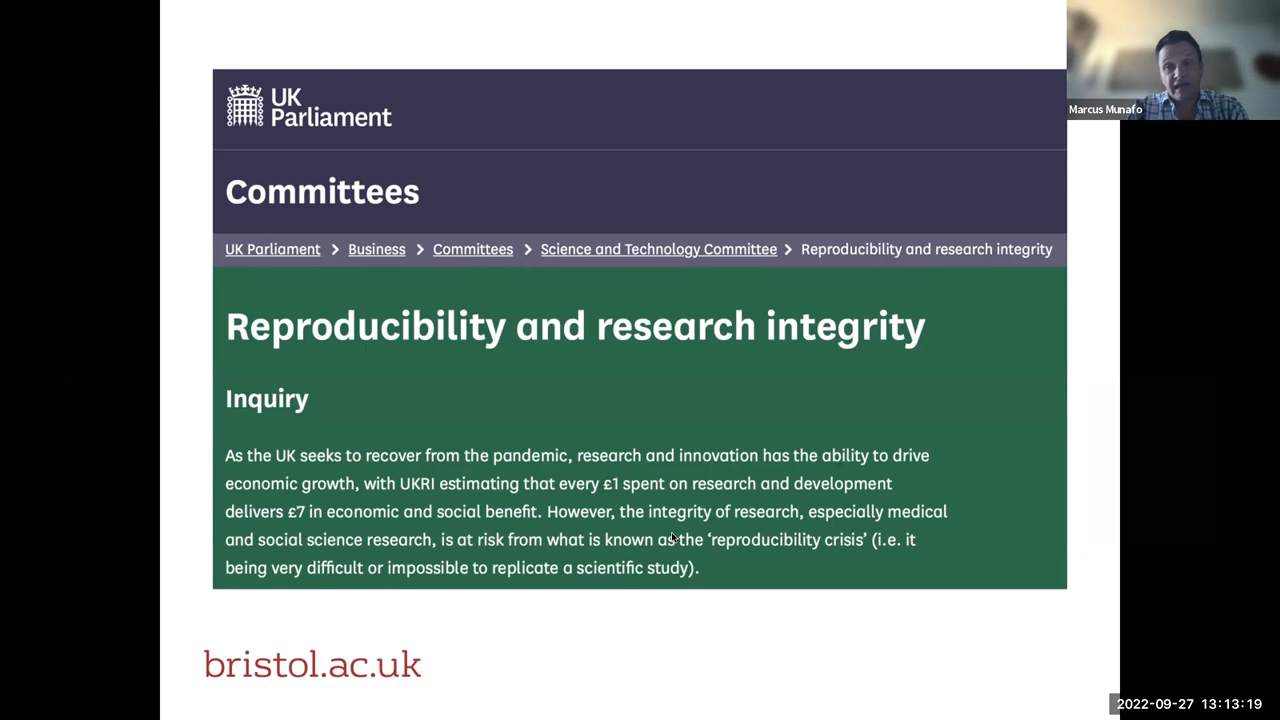 UK
Parliament
Marcus Munafo
Committees
UK Parliament > Business > Committees > Science and Technology Committee > Reproducibility and research integrity
Reproducibility and research integrity
Inquiry
As the UK seeks to recover from the pandemic, research and innovation has the ability to drive
economic growth, with UKRI estimating that every £1 spent on research and development
delivers £7 in economic and social benefit. However, the integrity of research, especially medical
and social science research, is at risk from what is known as the ‘reproducibility crisis’ (i.e. it
being very difficult or impossible to replicate a scientific study).
bristol.ac.uk
2022-09-27 13:13:19